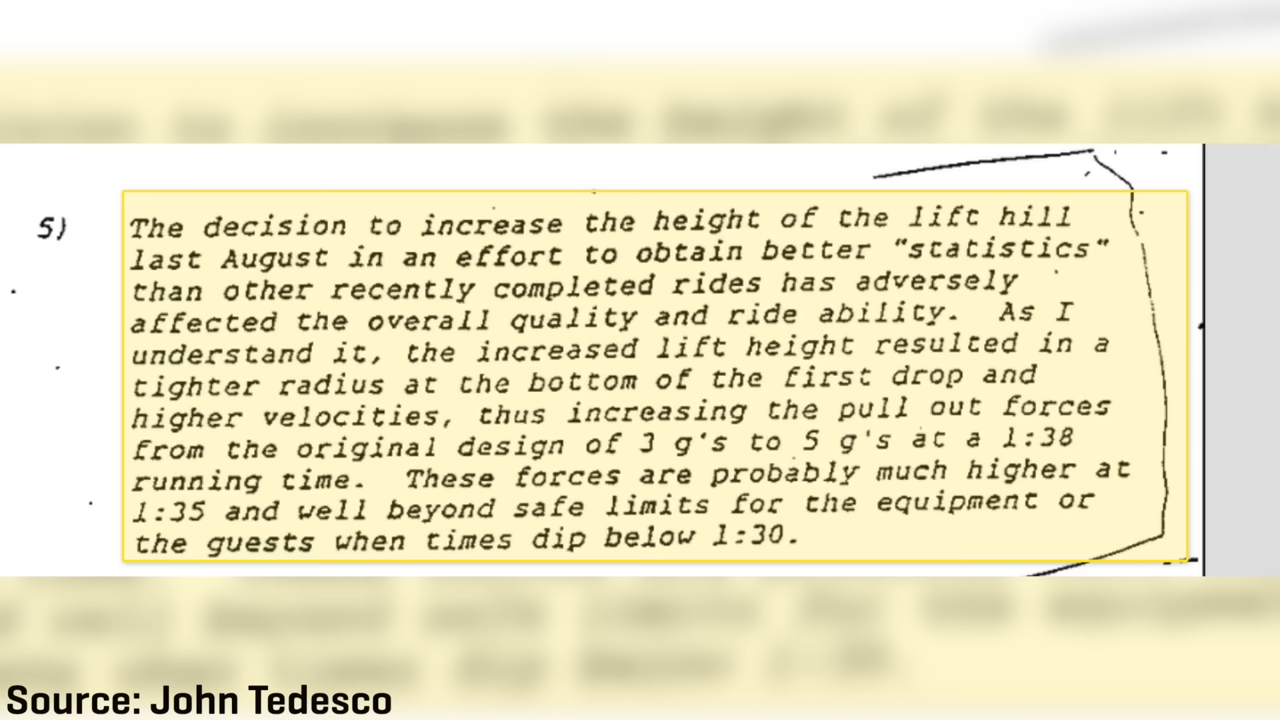 5)
The decision to increase the height of the lift hill
last August in an effort to obtain better "statistics"
than other recently completed rides has adversely
affected the overall quality and ride ability. As I
understand it, the increased lift height resulted in a
tighter radius at the bottom of the first drop and
higher velocities, thus increasing the pull out forces
from the original design of 3 g's to 5 g's at a 1:38
running time. These forces are probably much higher at
1:35 and well beyond safe limits for the equipment or
the guests when times dip below 1:30.
Source: John Tedesco